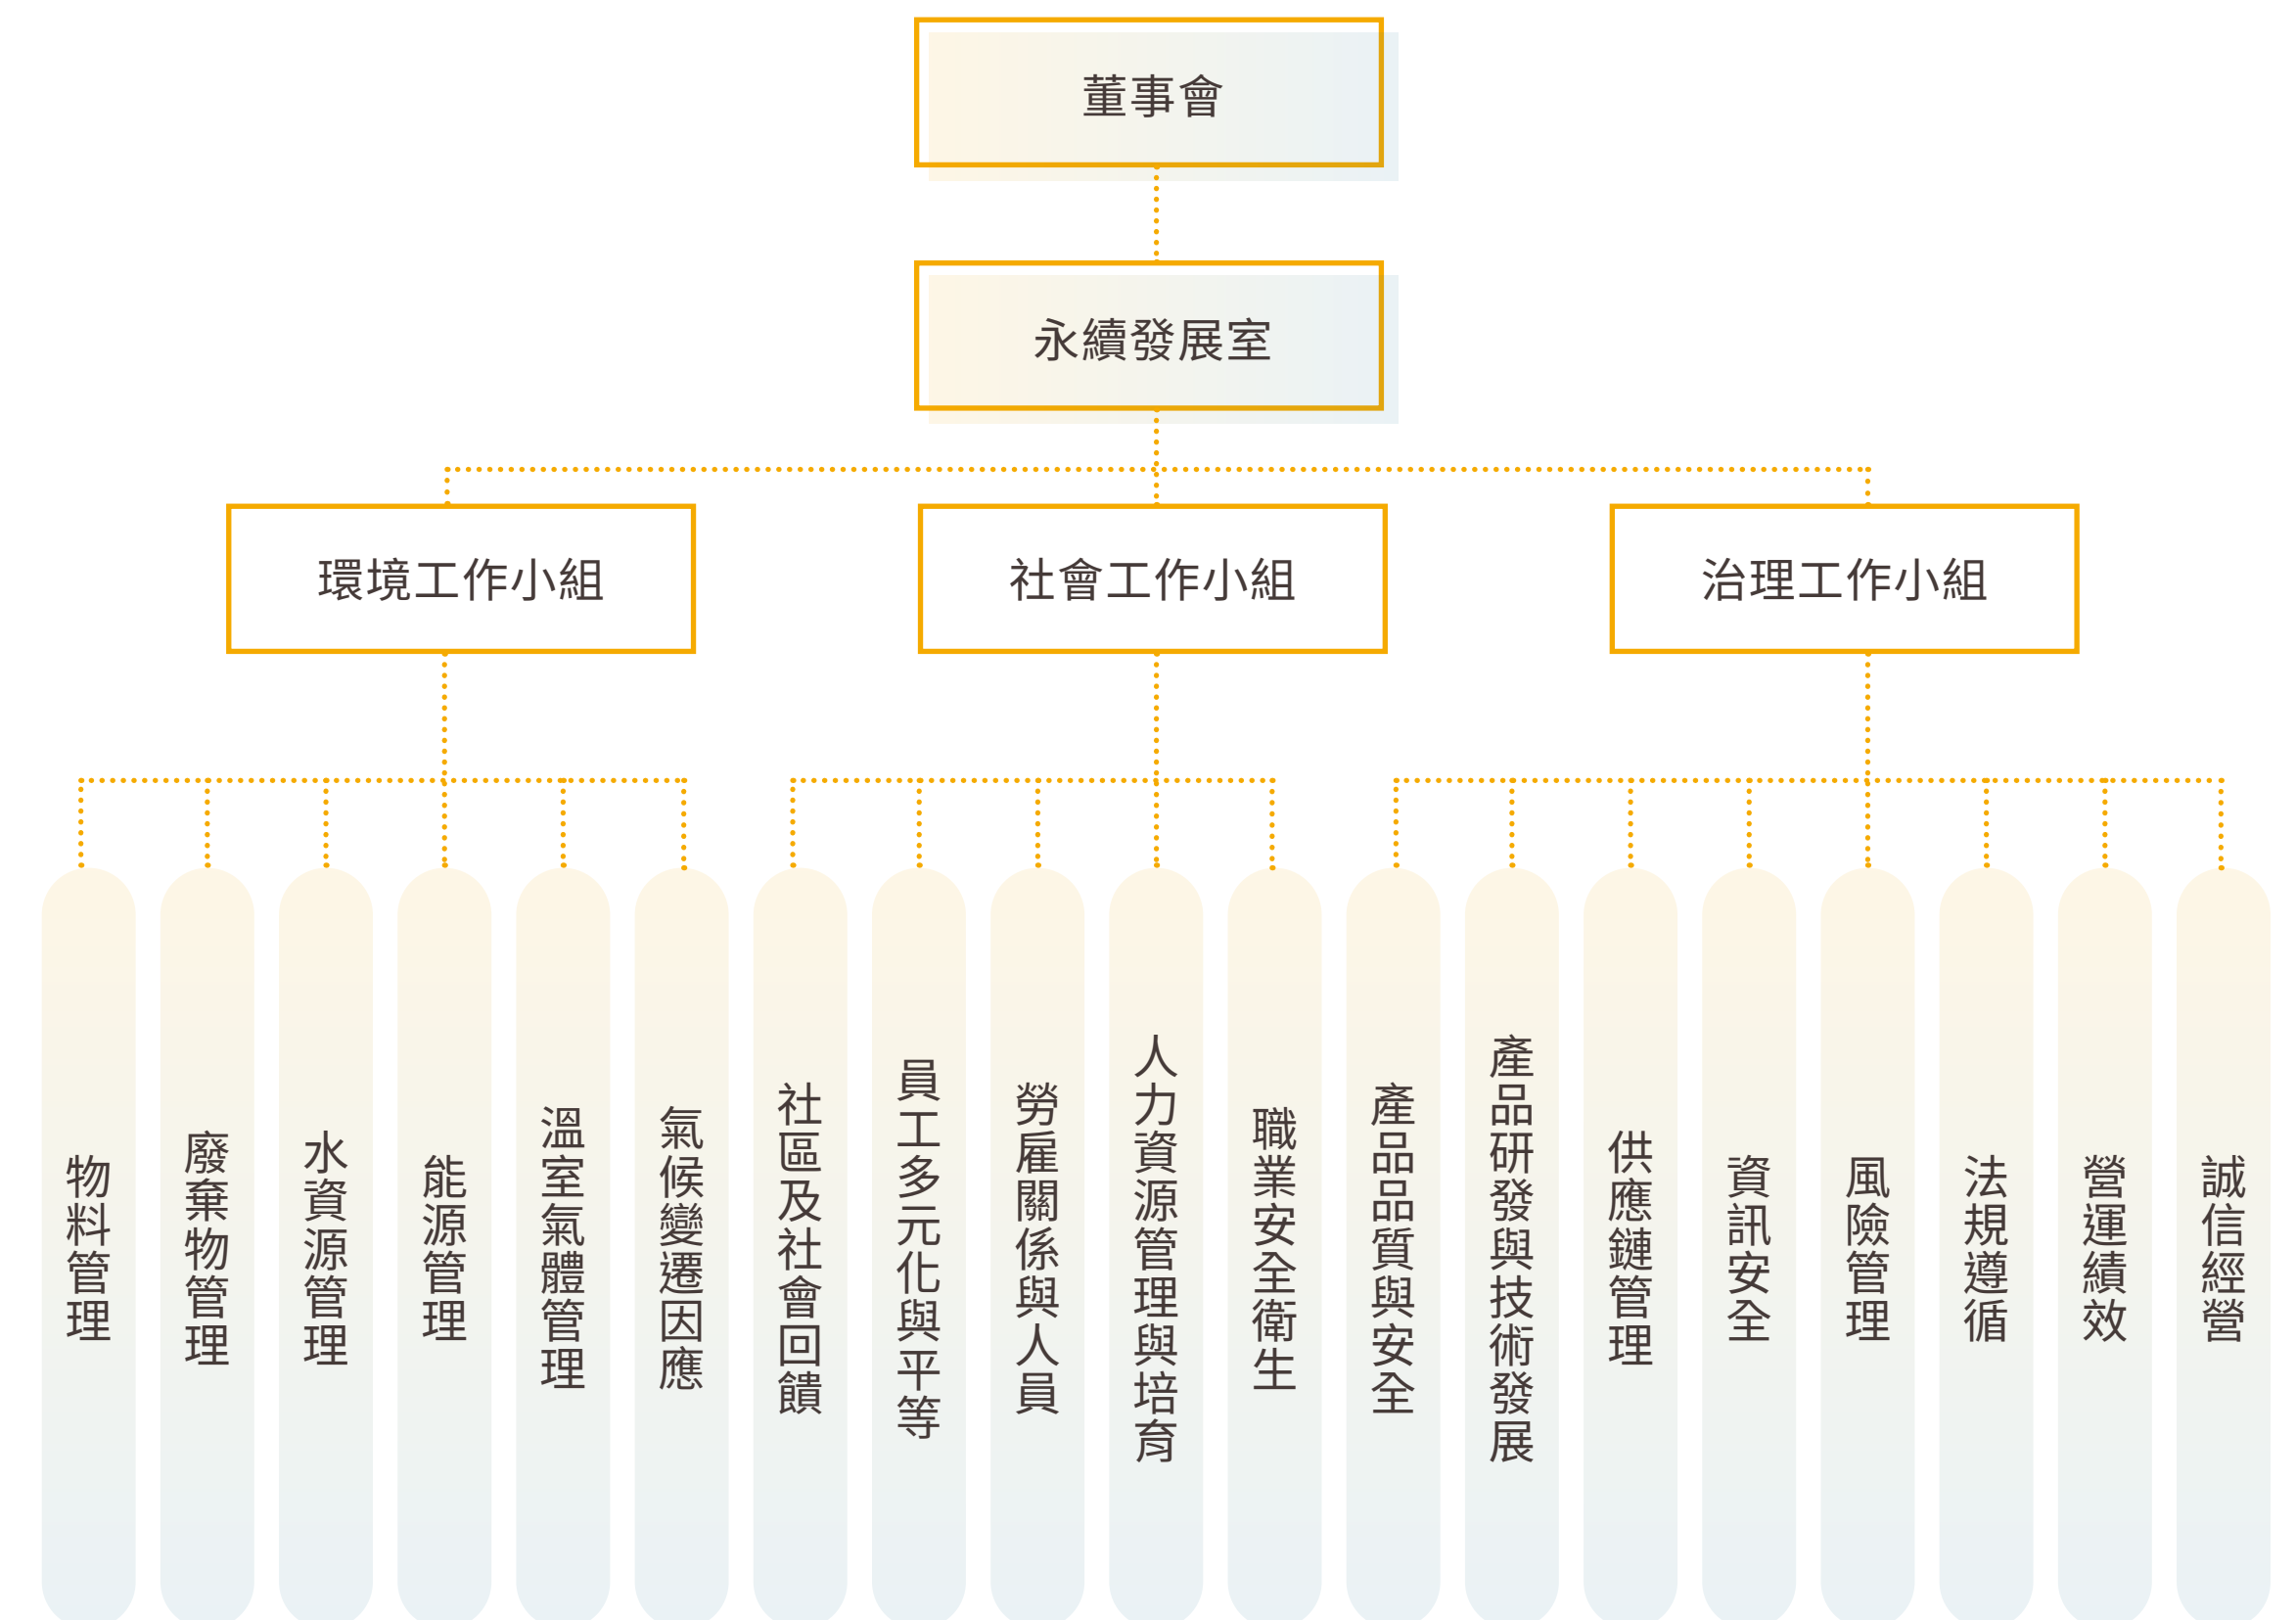 董事會
永續發展室
環境工作小組
社會工作小組
治理工作小組
物料管理
廢棄物管理
水資源管理
能源管理
溫室氣體管理
氣候變遷因應
社區及社會回饋
員工多元化與平等
勞雇關係與人員
人力資源管理與培育
職業安全衛生
產品品質與安全
產品研發與技術發展
供應鏈管理
資訊安全
風險管理
法規遵循
營運績效
誠信經營